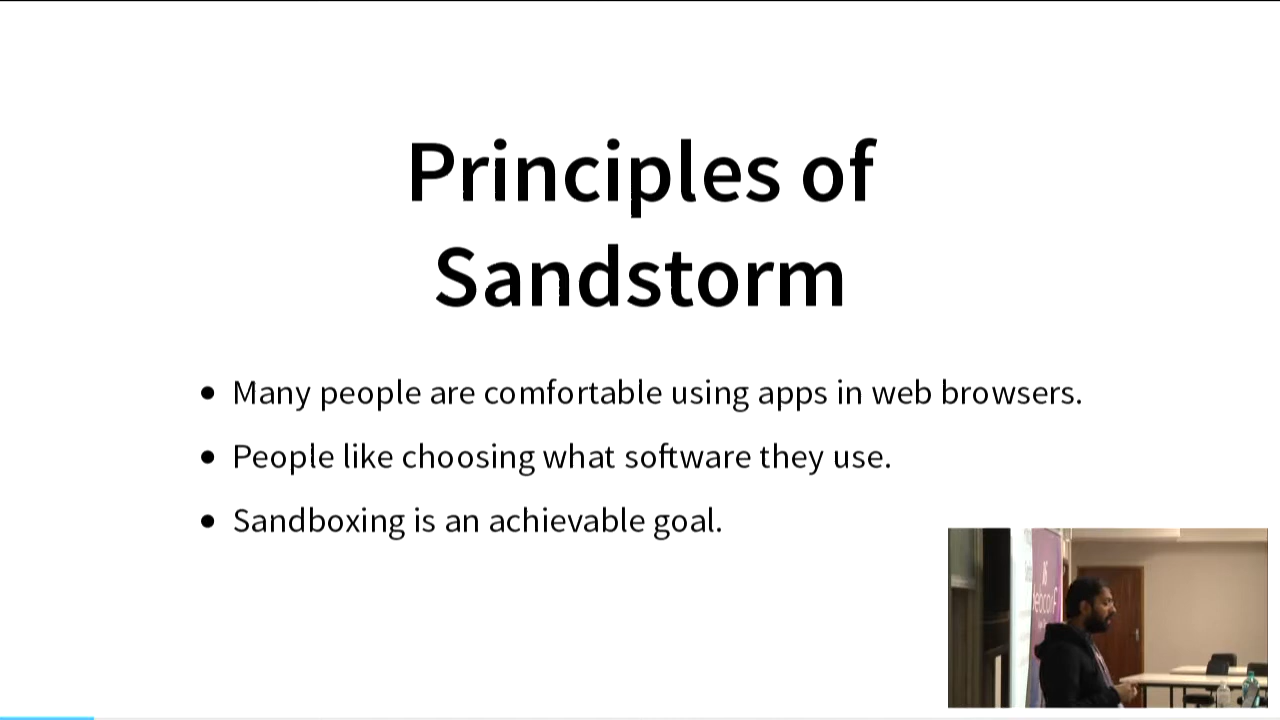 Principles of
Sandstorm
• Many people are comfortable using apps in web browsers.
• People like choosing what software they use.
• Sandboxing is an achievable goal.